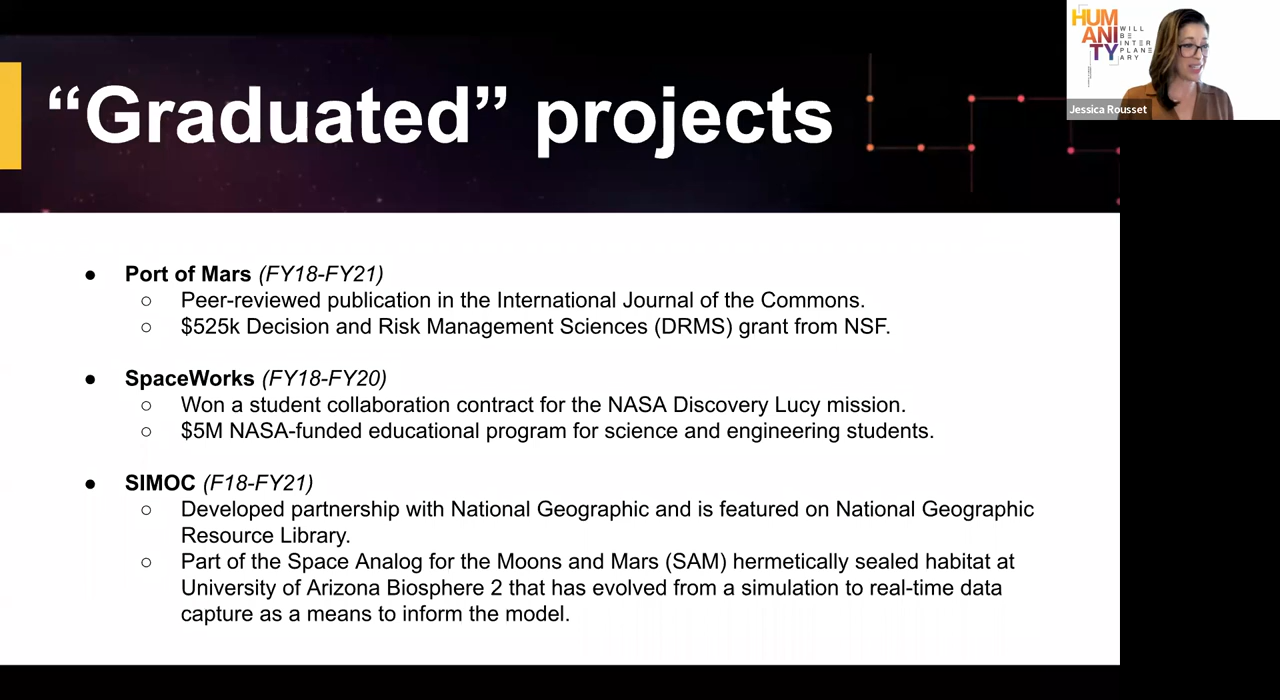 “Graduated” projects
HUM
ANI
TY
WILL
BE
INTER
PLANE
ARY
Jessica Rousset
● Port of Mars (FY18-FY21)
○ Peer-reviewed publication in the International Journal of the Commons.
○ $525k Decision and Risk Management Sciences (DRMS) grant from NSF.
● SpaceWorks (FY18-FY20)
○ Won a student collaboration contract for the NASA Discovery Lucy mission.
○ $5M NASA-funded educational program for science and engineering students.
● SIMOC (F18-FY21)
○ Developed partnership with National Geographic and is featured on National Geographic
Resource Library.
○ Part of the Space Analog for the Moons and Mars (SAM) hermetically sealed habitat at
University of Arizona Biosphere 2 that has evolved from a simulation to real-time data
capture as a means to inform the model.